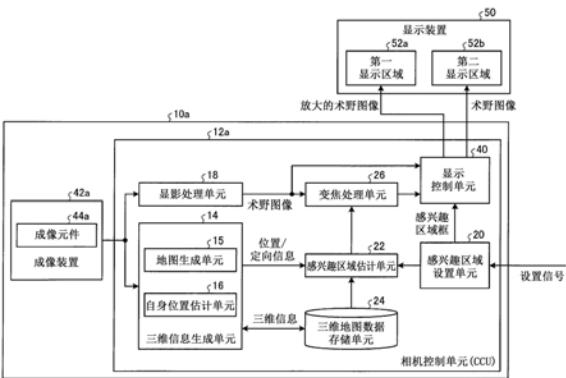 50
显示装置
52a
52b
第一
显示区域
第二
显示区域
放大的术野图像
术野图像
10a
12a
40
18
26
显示
控制单元
显影处理单元
变焦处理单元
42a
44a
术野图像
14
感兴趣
区域框
成像元件
15
位置/
定向信息
22
20
成像装置
地图生成单元
感兴趣区域估计单元
感兴趣区域
设置单元
设置信号
16
24
自身位置估计单元
三维信息
三维地图数据
存储单元
三维信息生成单元
相机控制单元(CCU)